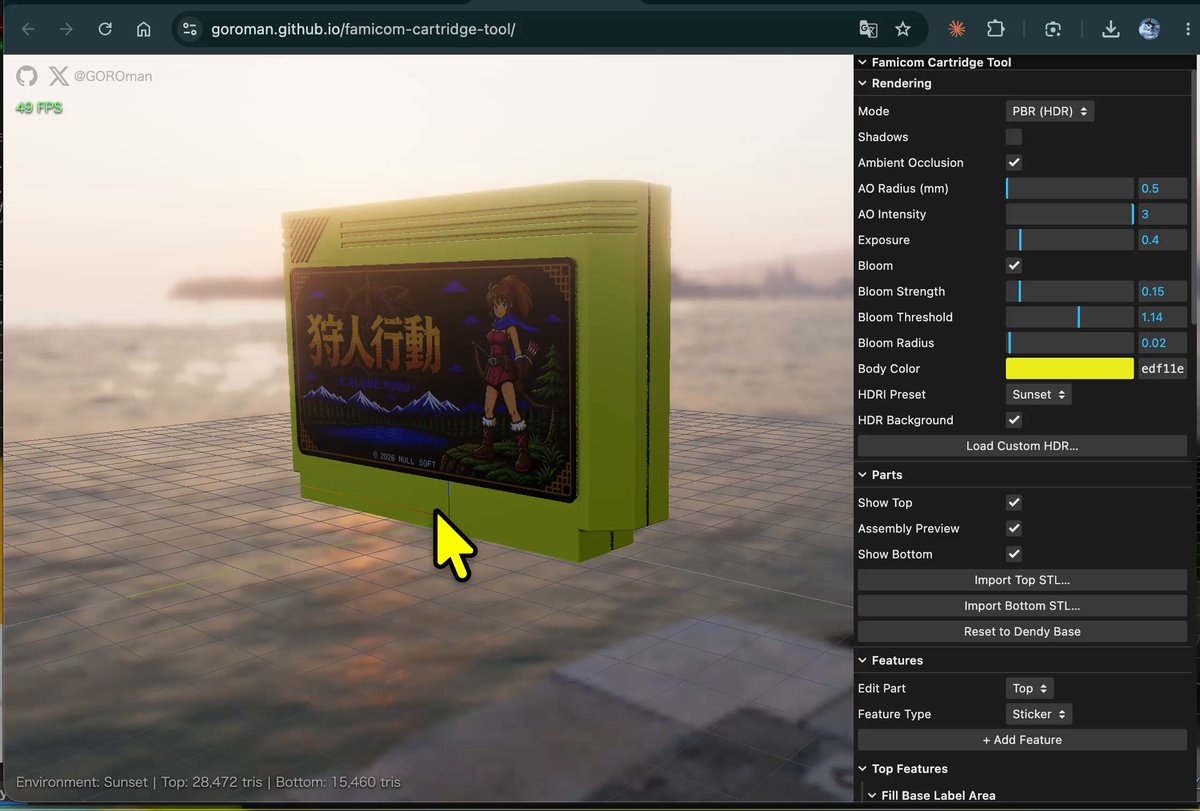 goroman.github.io/famicom-cartridge-tool/
@GOROman
49 FPS
狩人行動
© 2026 NULL SOFT
Environment: Sunset | Top: 28,472 tris | Bottom: 15,460 tris
Famicom Cartridge Tool
Rendering
Mode PBR (HDR)
Shadows
Ambient Occlusion
AO Radius (mm) 0.5
AO Intensity 3
Exposure 0.4
Bloom
Bloom Strength 0.15
Bloom Threshold 1.14
Bloom Radius 0.02
Body Color edf11e
HDRI Preset Sunset
HDR Background
Load Custom HDR...
Parts
Show Top
Assembly Preview
Show Bottom
Import Top STL...
Import Bottom STL...
Reset to Dendy Base
Features
Edit Part Top
Feature Type Sticker
+ Add Feature
Top Features
Fill Base Label Area